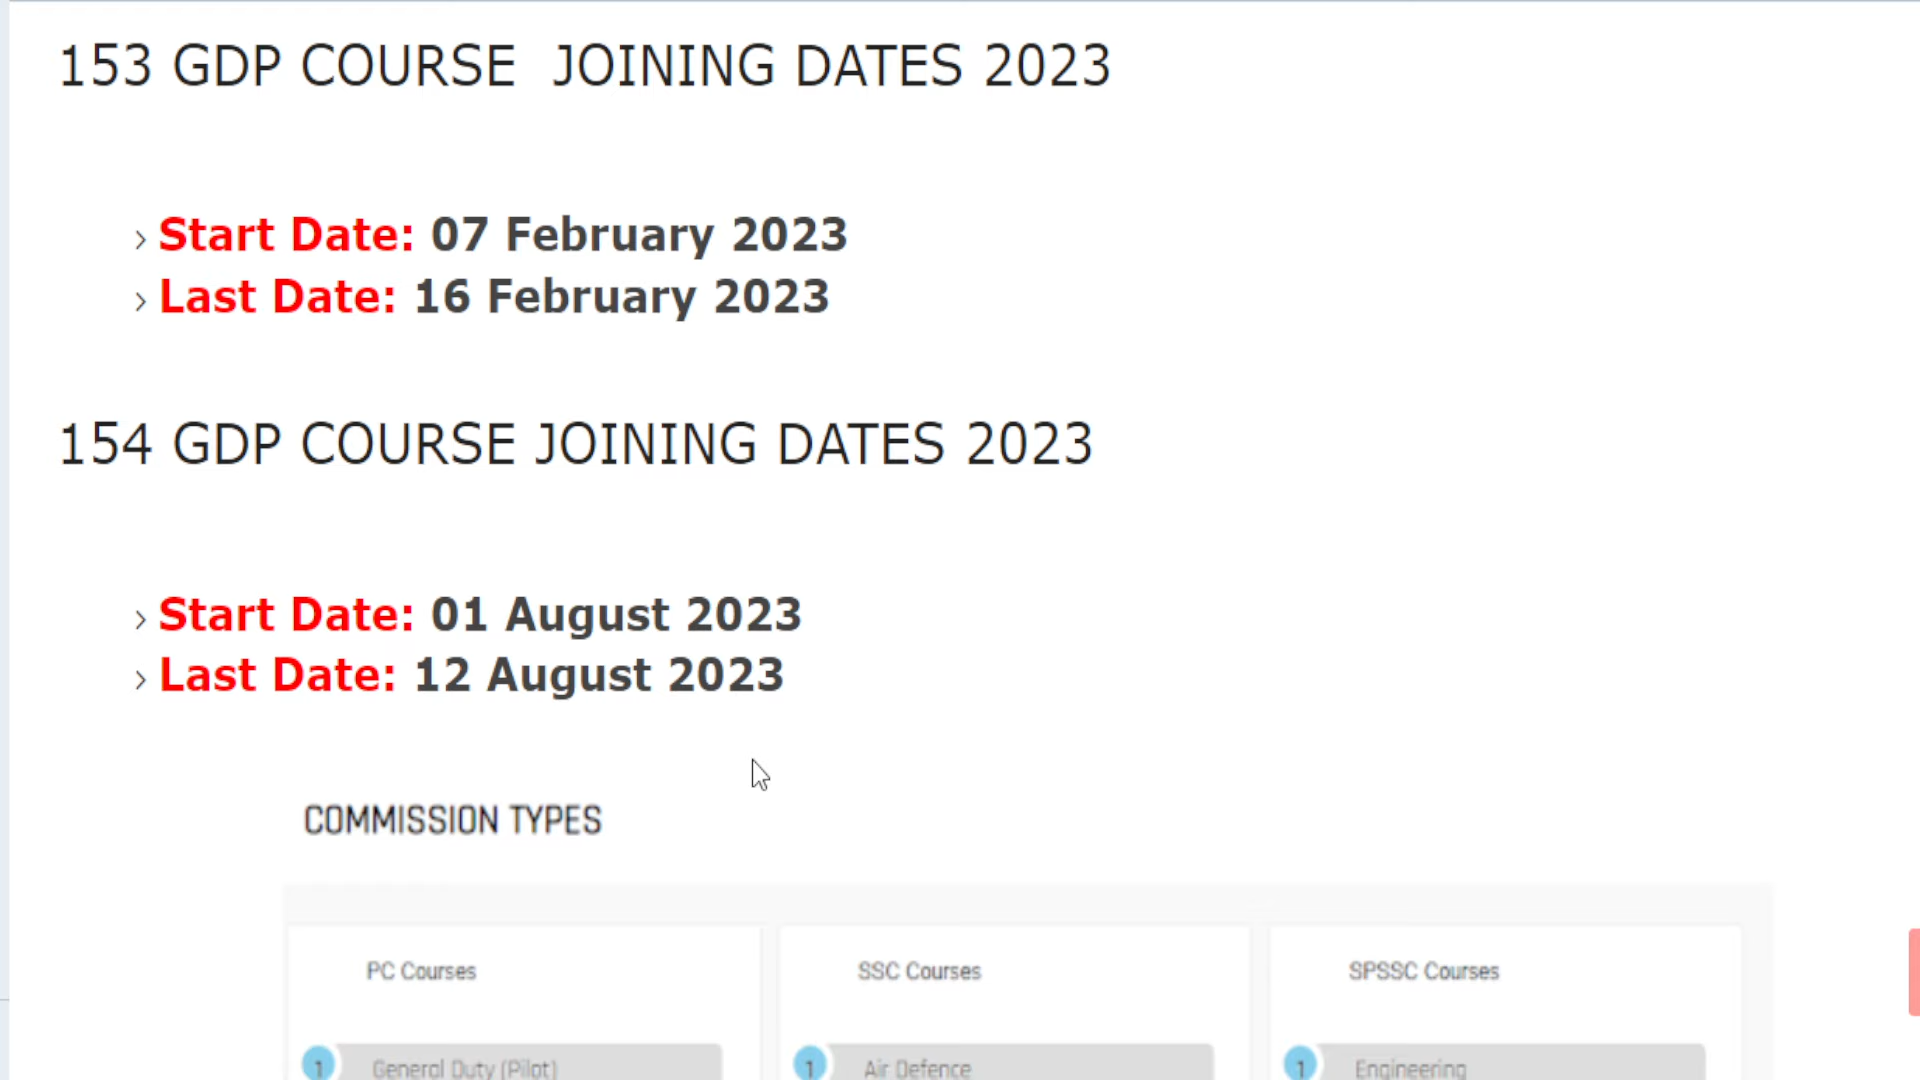 153 GDP COURSE JOINING DATES 2023
› Start Date: 07 February 2023
› Last Date: 16 February 2023
154 GDP COURSE JOINING DATES 2023
› Start Date: 01 August 2023
› Last Date: 12 August 2023
COMMISSION TYPES
PC Courses SSC Courses SPSSC Courses
1 General Duty (Pilot) 1 Air Defence 1 Engineering